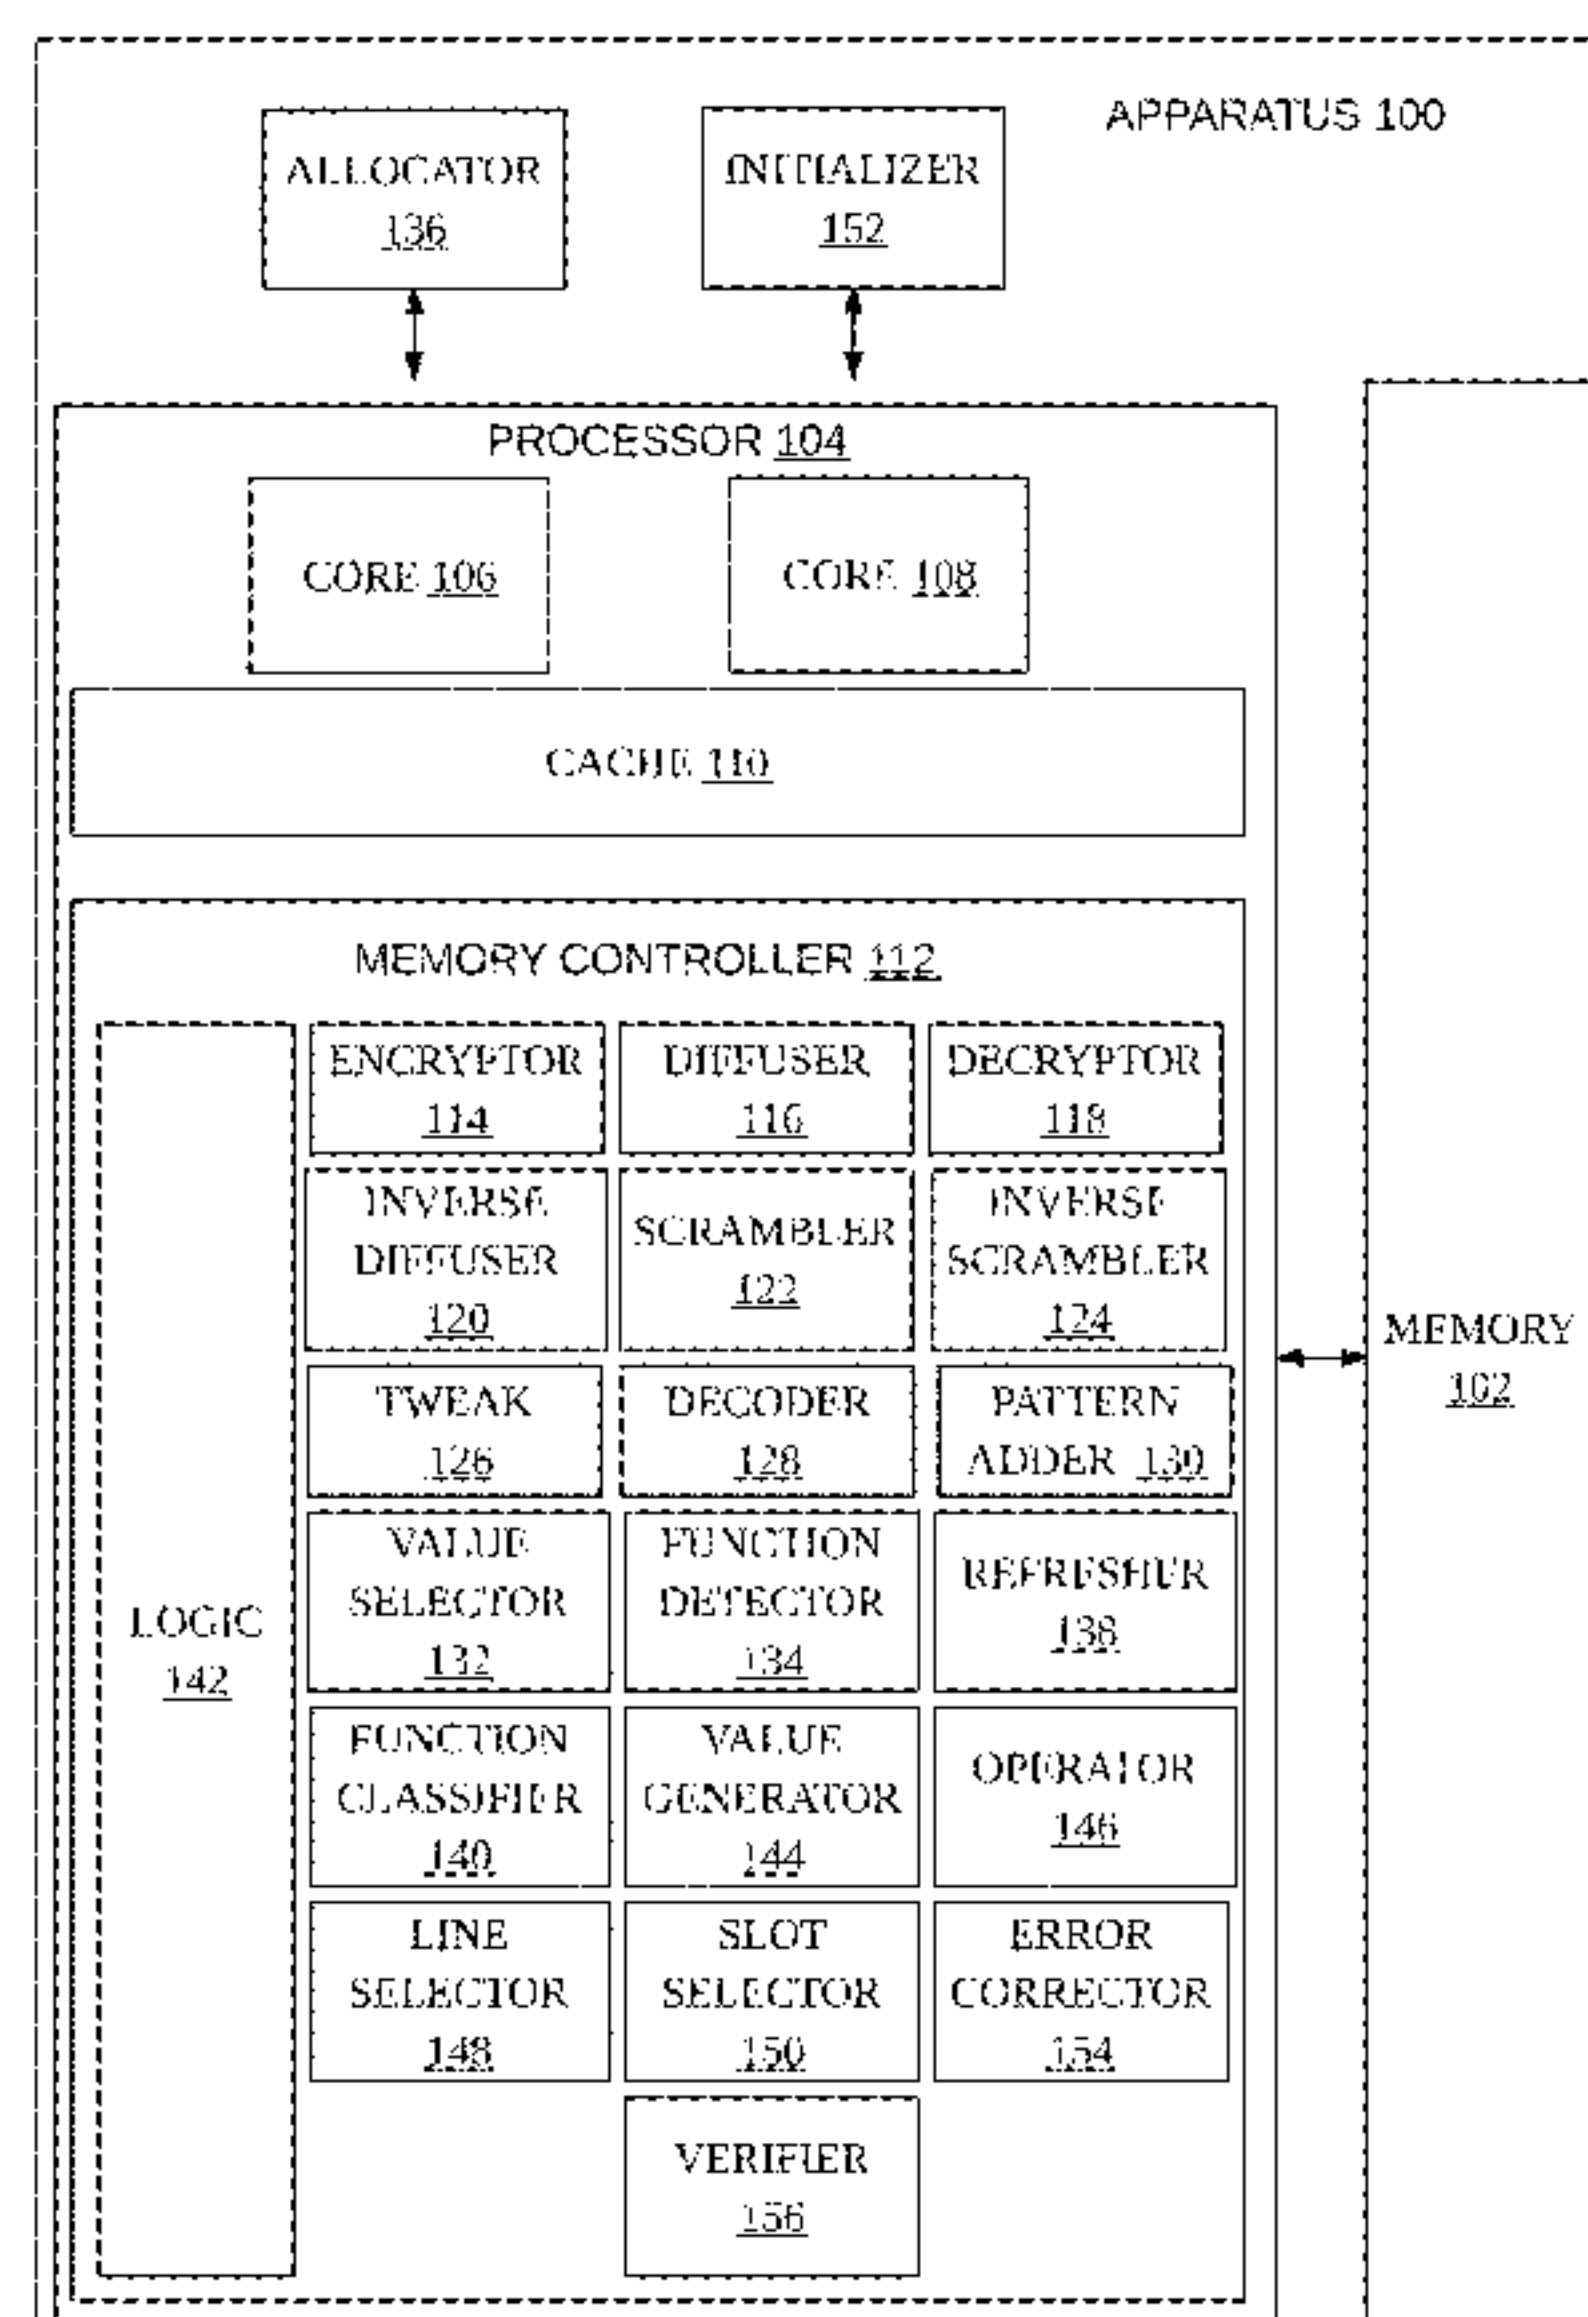 APPARATUS 100
ALLOCATOR
136
INITIALIZER
152
PROCESSOR 104
CORE 106
CORE 108
CACHE 110
MEMORY CONTROLLER 112
LOGIC
142
ENCRYPTOR
114
DIFFUSER
116
DECRYPTOR
118
INVERSE
DIFFUSER
120
SCRAMBLER
122
INVERSE
SCRAMBLER
124
TWEAK
126
DECODER
128
PATTERN
ADDER 130
VALUE
SELECTOR
132
FUNCTION
DETECTOR
134
REFRESHER
138
FUNCTION
CLASSIFIER
140
VALUE
GENERATOR
144
OPERATOR
146
LINE
SELECTOR
148
SLOT
SELECTOR
150
ERROR
CORRECTOR
154
VERIFIER
156
MEMORY
102